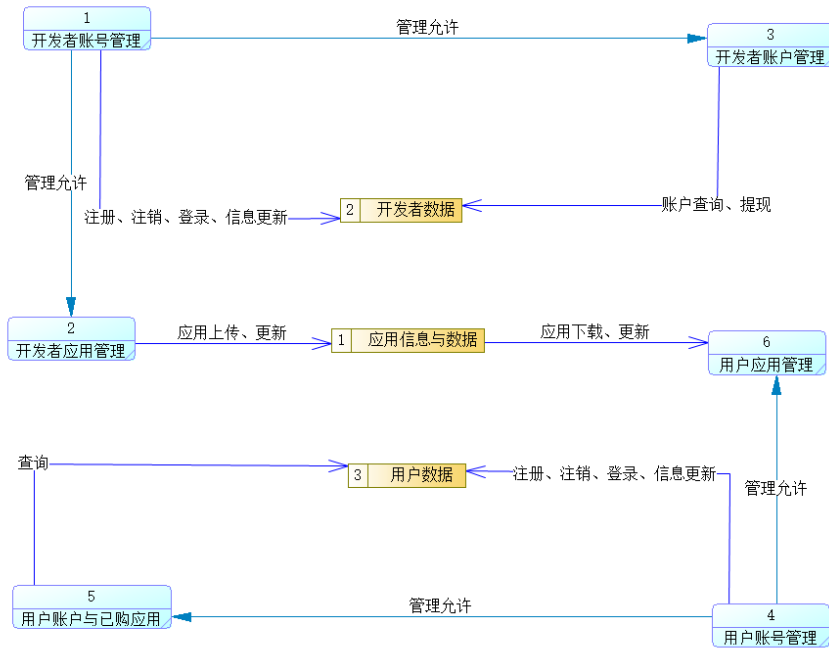 1
开发者账号管理
管理允许
3
开发者账户管理
管理允许
注册、注销、登录、信息更新
2
开发者数据
账户查询、提现
2
开发者应用管理
应用上传、更新
1
应用信息与数据
应用下载、更新
6
用户应用管理
查询
3
用户数据
注册、注销、登录、信息更新
管理允许
5
用户账户与已购应用
管理允许
4
用户账号管理